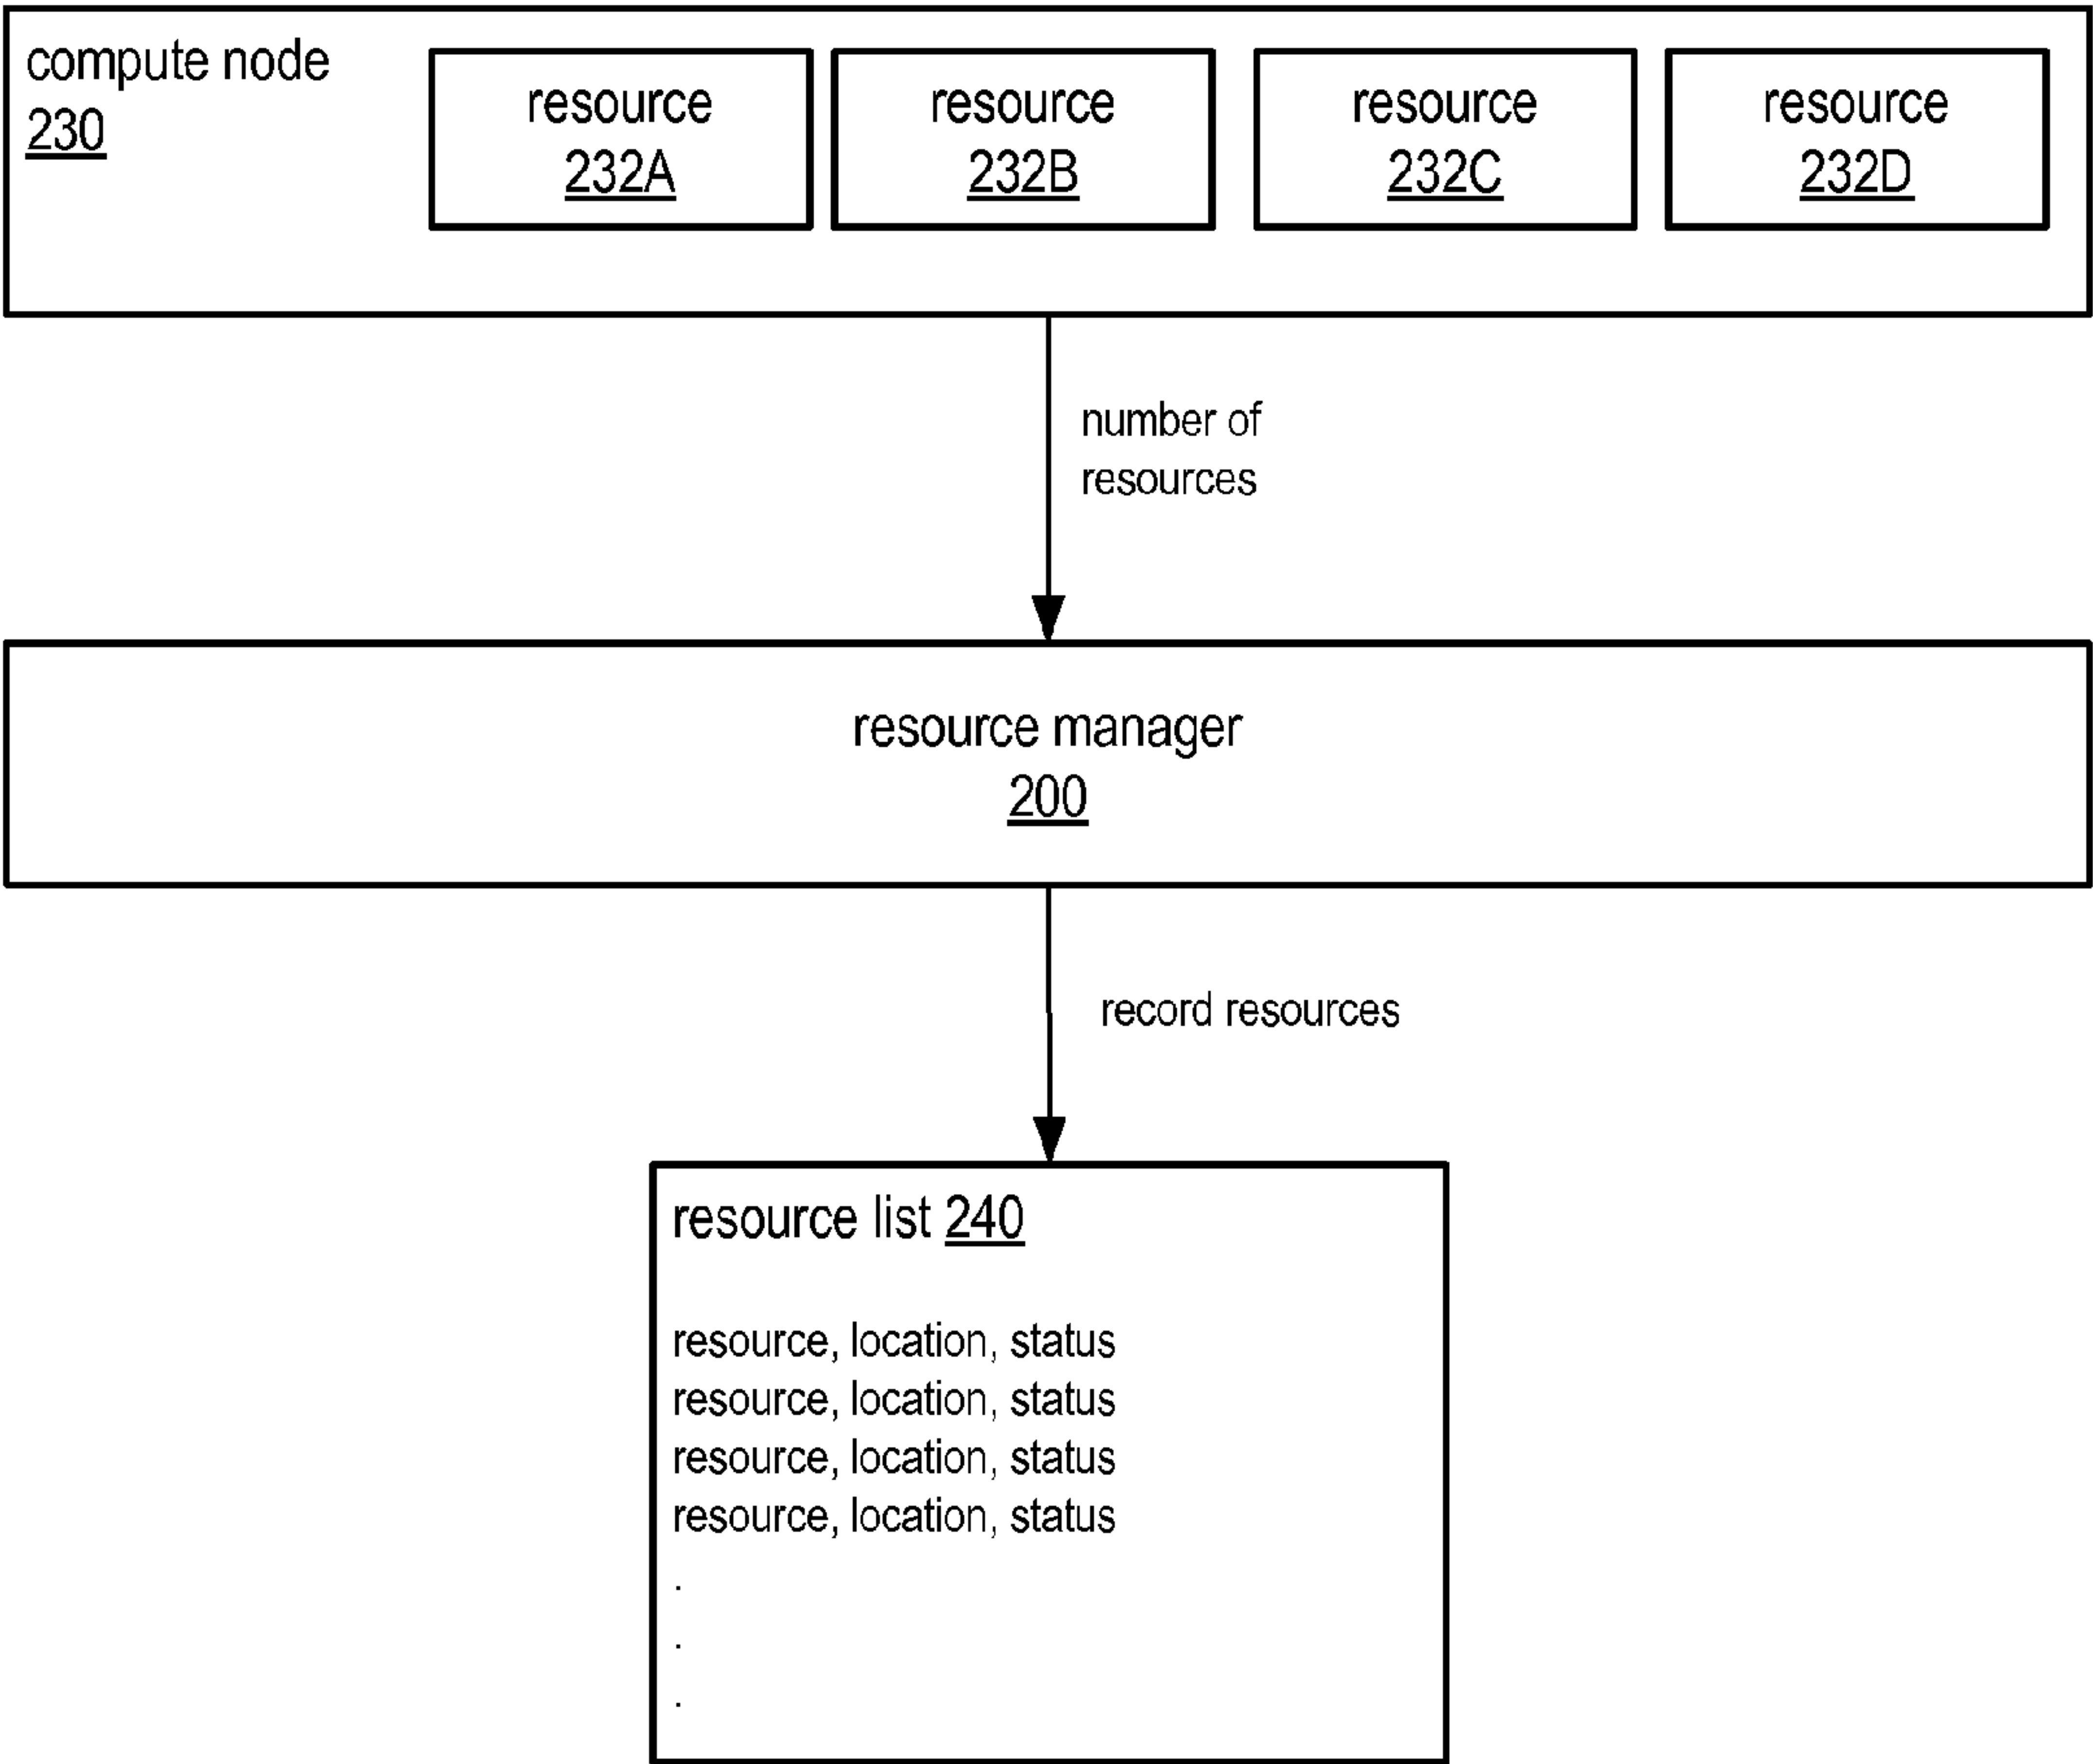 compute node
230
resource
232A
resource
232B
resource
232C
resource
232D
number of
resources
resource manager
200
record resources
resource list 240
resource, location, status
resource, location, status
resource, location, status
resource, location, status
.
.
.